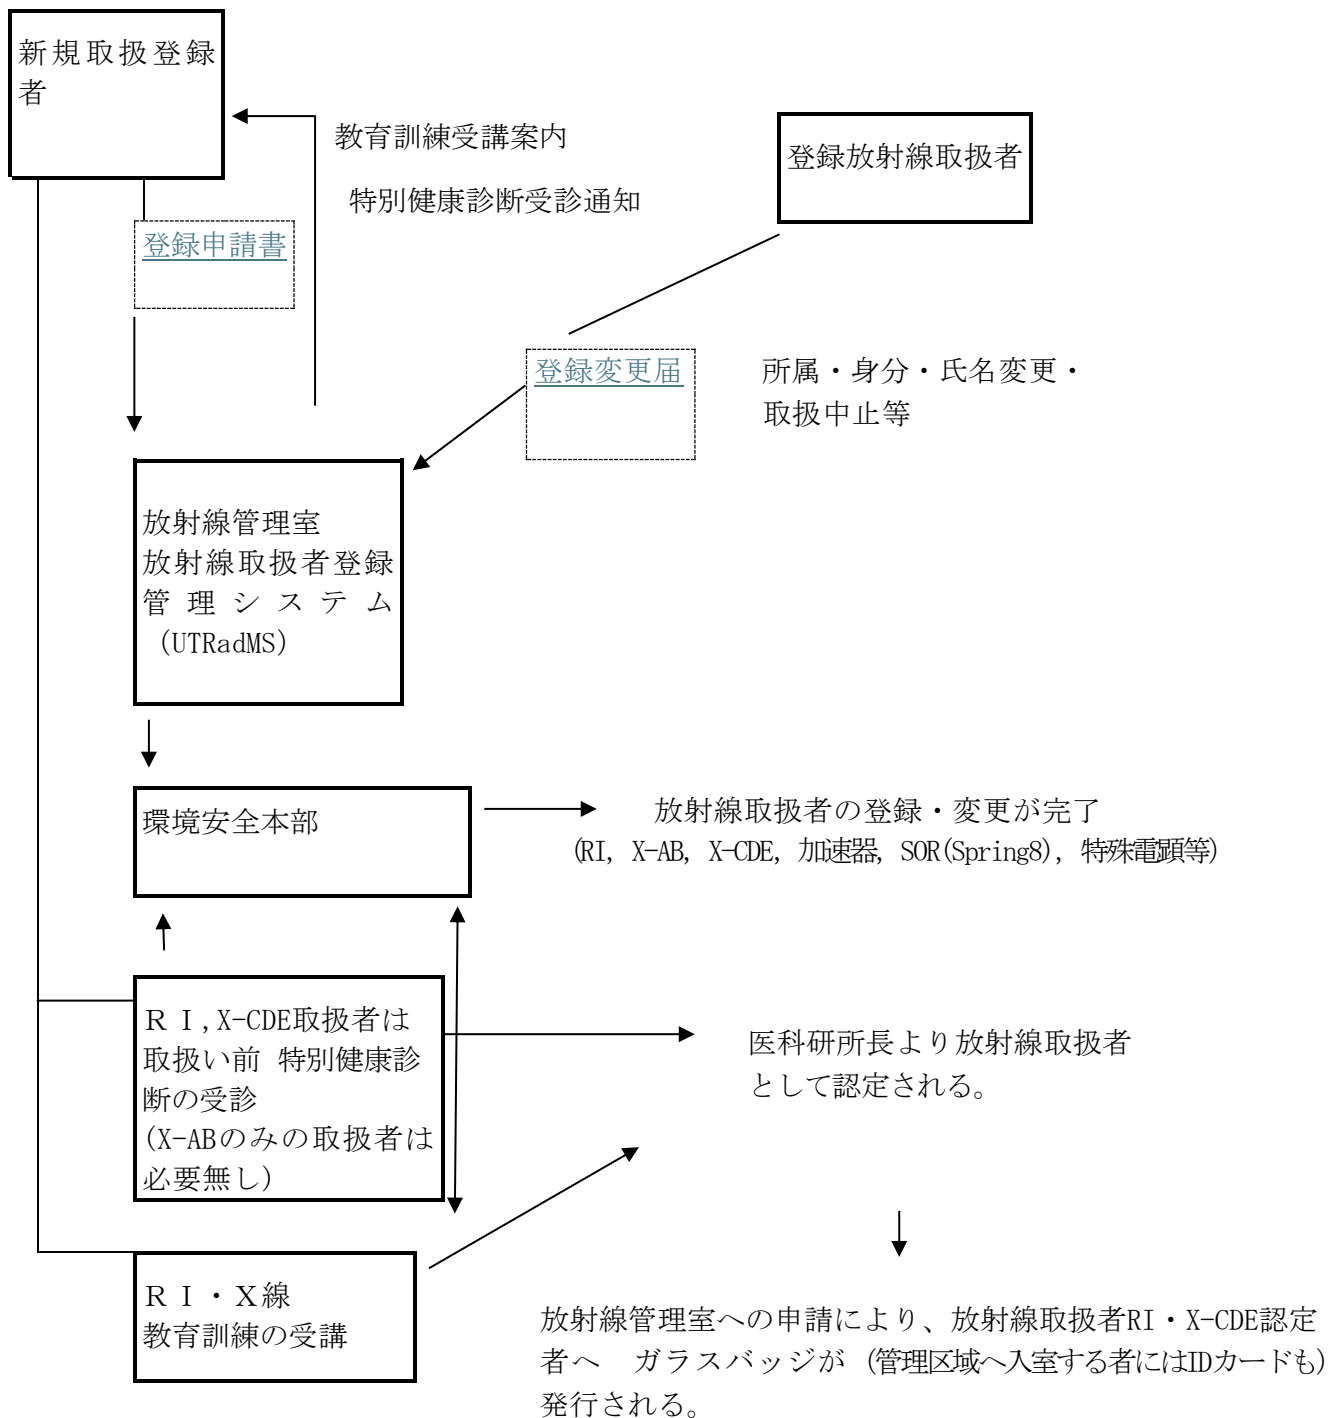 新規取扱登録
者
教育訓練受講案内
特別健康診断受診通知
登録放射線取扱者
登録申請書
登録変更届
所属・身分・氏名変更・
取扱中止等
放射線管理室
放射線取扱者登録
管理システム
(UTRadMS)
環境安全本部
放射線取扱者の登録・変更が完了
(RI, X-AB, X-CDE, 加速器, SOR(Spring8), 特殊電顕等)
ＲＩ,X-CDE取扱者は
取扱い前 特別健康診
断の受診
(X-ABのみの取扱者は
必要無し)
医科研所長より放射線取扱者
として認定される。
ＲＩ・Ｘ線
教育訓練の受講
放射線管理室への申請により、放射線取扱者RI・X-CDE認定
者へ　ガラスバッジが (管理区域へ入室する者にはIDカードも)
発行される。